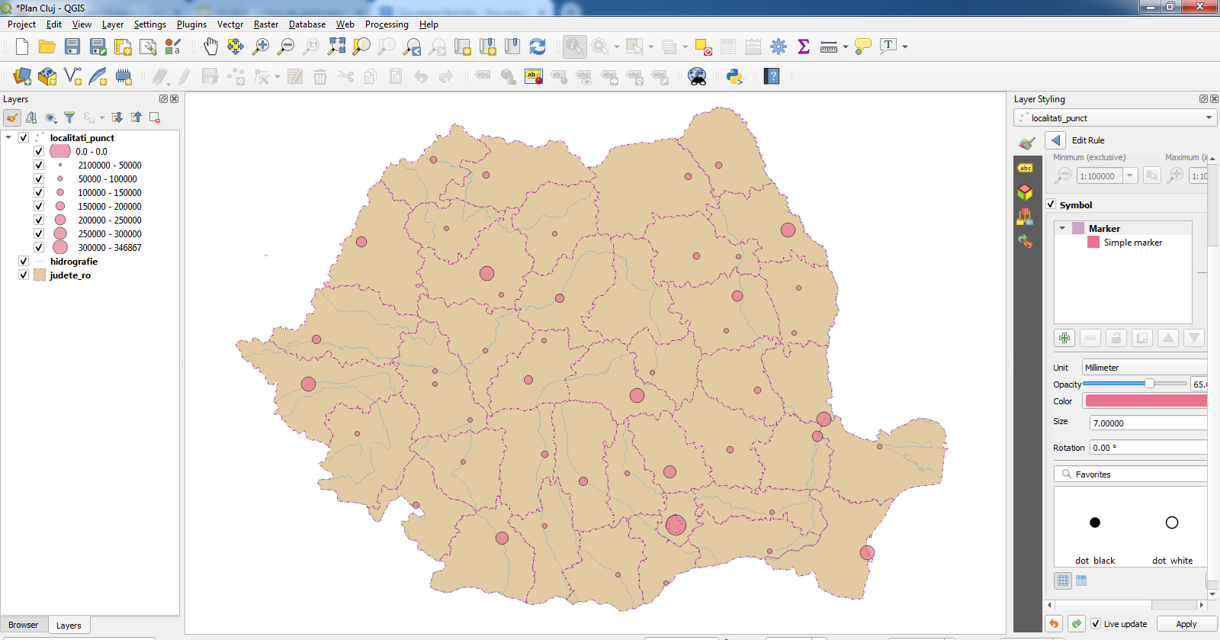 *Plan Cluj - QGIS
Project Edit View Layer Settings Plugins Vector Raster Database Web Processing Help
Layers
localitati_punct
0.0 - 0.0
2100000 - 50000
50000 - 100000
100000 - 150000
150000 - 200000
200000 - 250000
250000 - 300000
300000 - 346867
hidrografie
judete_ro
Browser Layers
Layer Styling
localitati_punct
Edit Rule
Minimum (exclusive) Maximum (i
1:100000 1:10
Symbol
Marker
Simple marker
Unit Millimeter
Opacity 65.
Color
Size 7.00000
Rotation 0.00 °
Favorites
dot black dot white
Live update Apply